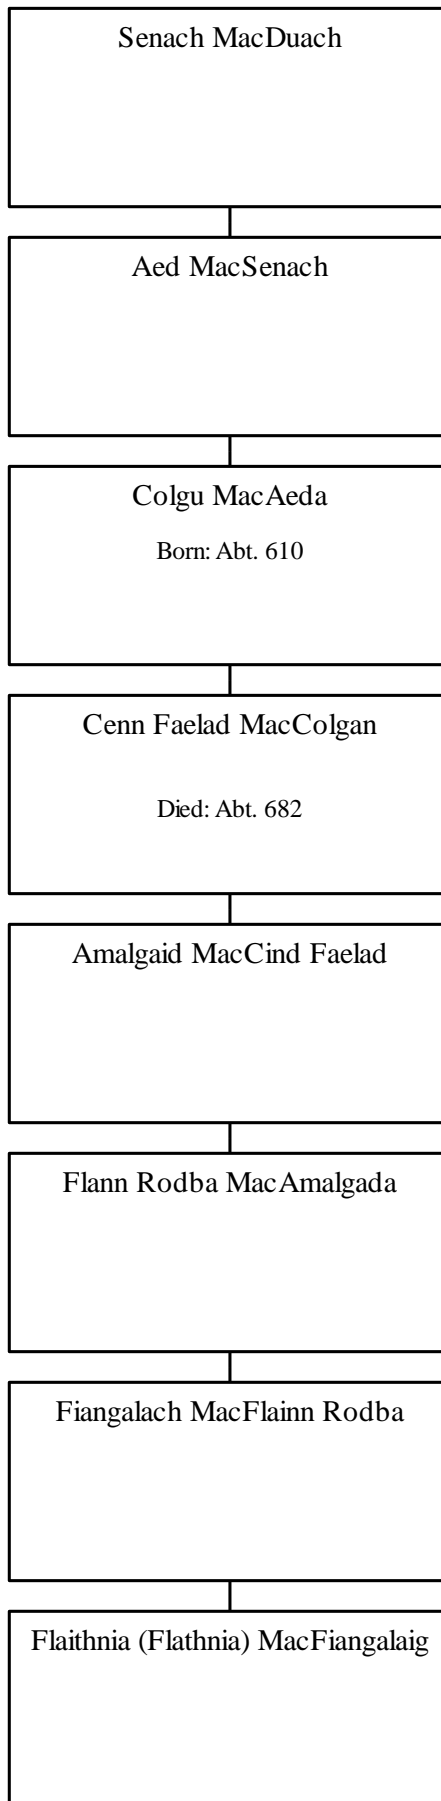 Senach MacDuach
Aed MacSenach
Colgu MacAeda
Born: Abt. 610
Cenn Faelad MacColgan
Died: Abt. 682
Amalgaid MacCind Faelad
Flann Rodba MacAmalgada
Fiangalach MacFlainn Rodba
Flaithnia (Flathnia) MacFiangalaig